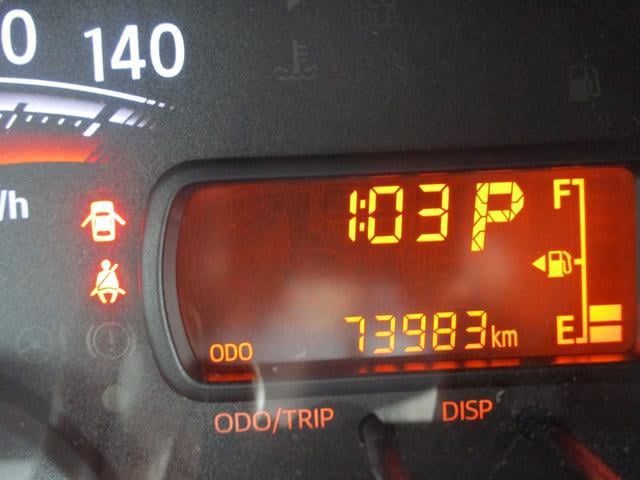 140
/h
1:03 P
F
E
ODO 73983 km
ODO/TRIP DISP